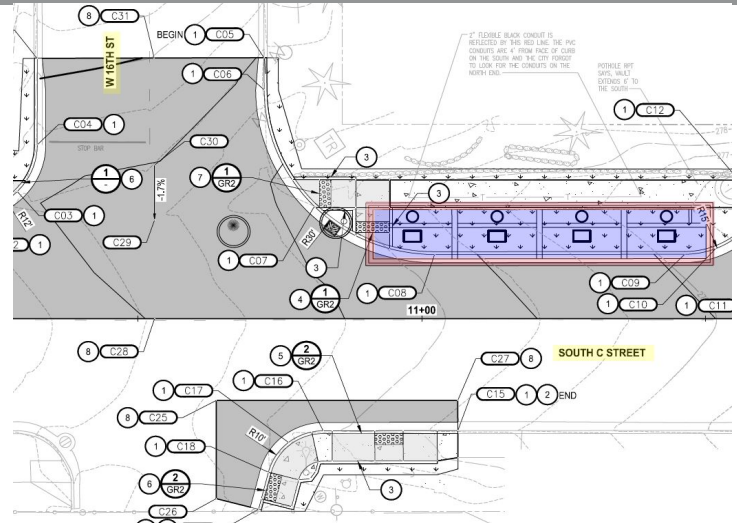 8 C31
BEGIN 1 C05
W 16TH ST
1 C06
2" FLEXIBLE BLACK CONDUIT IS
REFLECTED BY THIS RED LINE. THE PVC
CONDUITS ARE 4' FROM FACE OF CURB
ON THE SOUTH AND THE CITY FORGOT
TO LOOK FOR THE CONDUITS ON THE
NORTH END.
POTHOLE RPT
SAYS, VAULT
EXTENDS 6" TO
THE SOUTH
1 C12
C04 1
C30
STOP BAR
278
277
3
1
- 6
7 1
GR2
-1.7%
3
R12'
C03 1
R15'
C29
R30'
2 1
1 C07
3
1 C09
4 1
GR2
1 C08
1 C10
1 C11
11+00
8 C28
5 2
GR2
C27 8
SOUTH C STREET
1 C17
1 C16
C15 1 2 END
8 C25
R10'
1 C18
6 2
GR2
3
C26